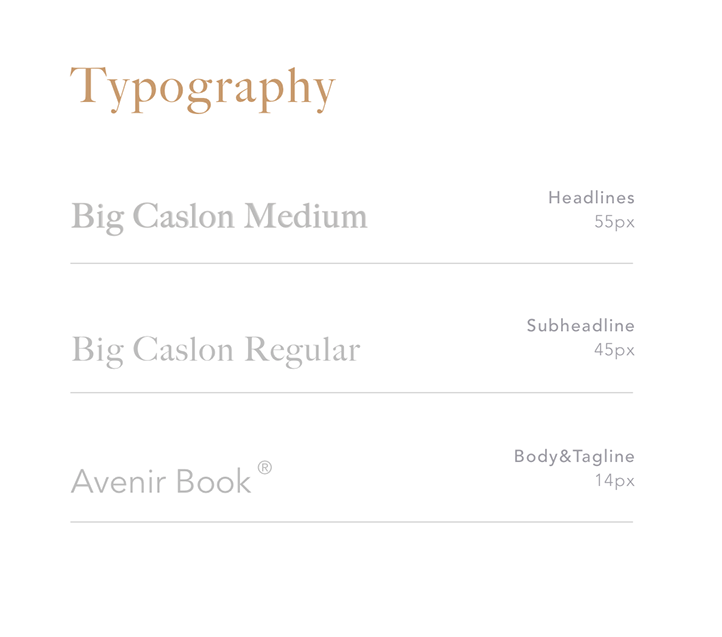 Typography
Headlines
Big Caslon Medium
55px
Subheadline
Big Caslon Regular
45px
Body&Tagline
Avenir Book ®
14px